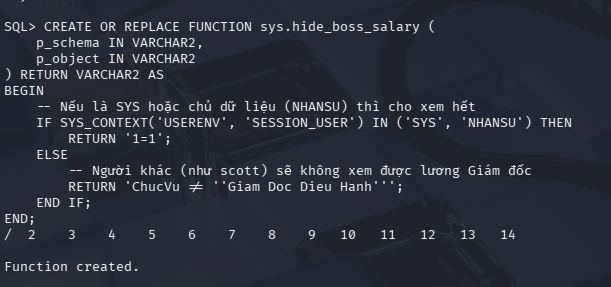 SQL> CREATE OR REPLACE FUNCTION sys.hide_boss_salary (
    p_schema IN VARCHAR2,
    p_object IN VARCHAR2
) RETURN VARCHAR2 AS
BEGIN
    -- Nếu là SYS hoặc chủ dữ liệu (NHANSU) thì cho xem hết
    IF SYS_CONTEXT('USERENV', 'SESSION_USER') IN ('SYS', 'NHANSU') THEN
        RETURN '1=1';
    ELSE
        -- Người khác (như scott) sẽ không xem được lương Giám đốc
        RETURN 'ChucVu != ''Giam Doc Dieu Hanh''';
    END IF;
END;
/  2    3    4    5    6    7    8    9   10   11   12   13   14
Function created.